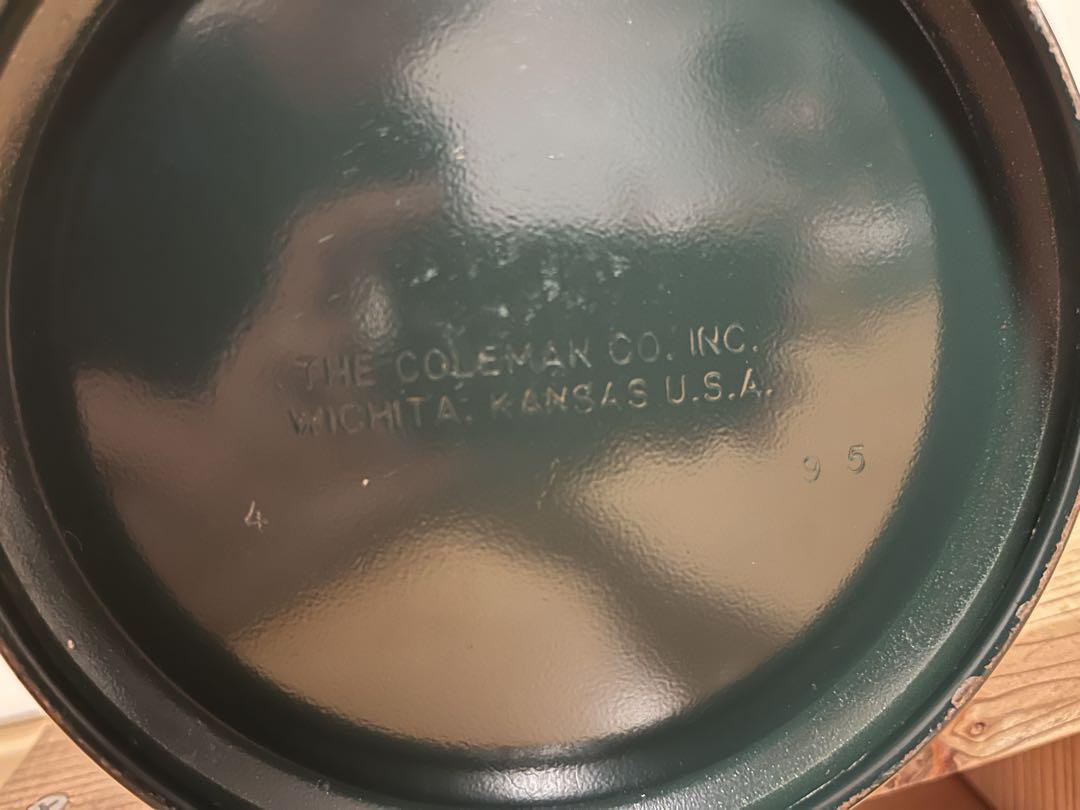 THE COLEMAN CO. INC.
WICHITA, KANSAS U.S.A.
4 95